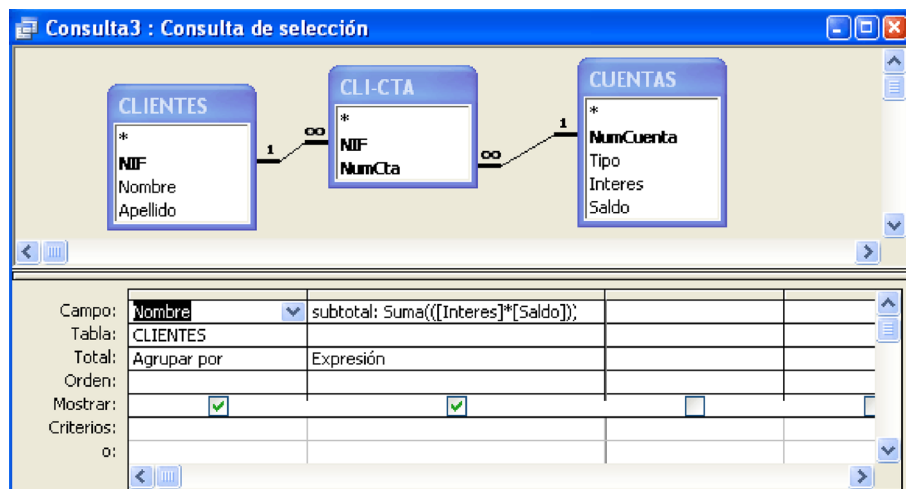 Consulta3 : Consulta de selección
CLIENTES
*
NIF
Nombre
Apellido
1
∞
CLI-CTA
*
NIF
NumCta
∞
1
CUENTAS
*
NumCuenta
Tipo
Interes
Saldo
Campo: Nombre subtotal: Suma(([Interes]*[Saldo]))
Tabla: CLIENTES
Total: Agrupar por Expresión
Orden:
Mostrar:
Criterios:
o: